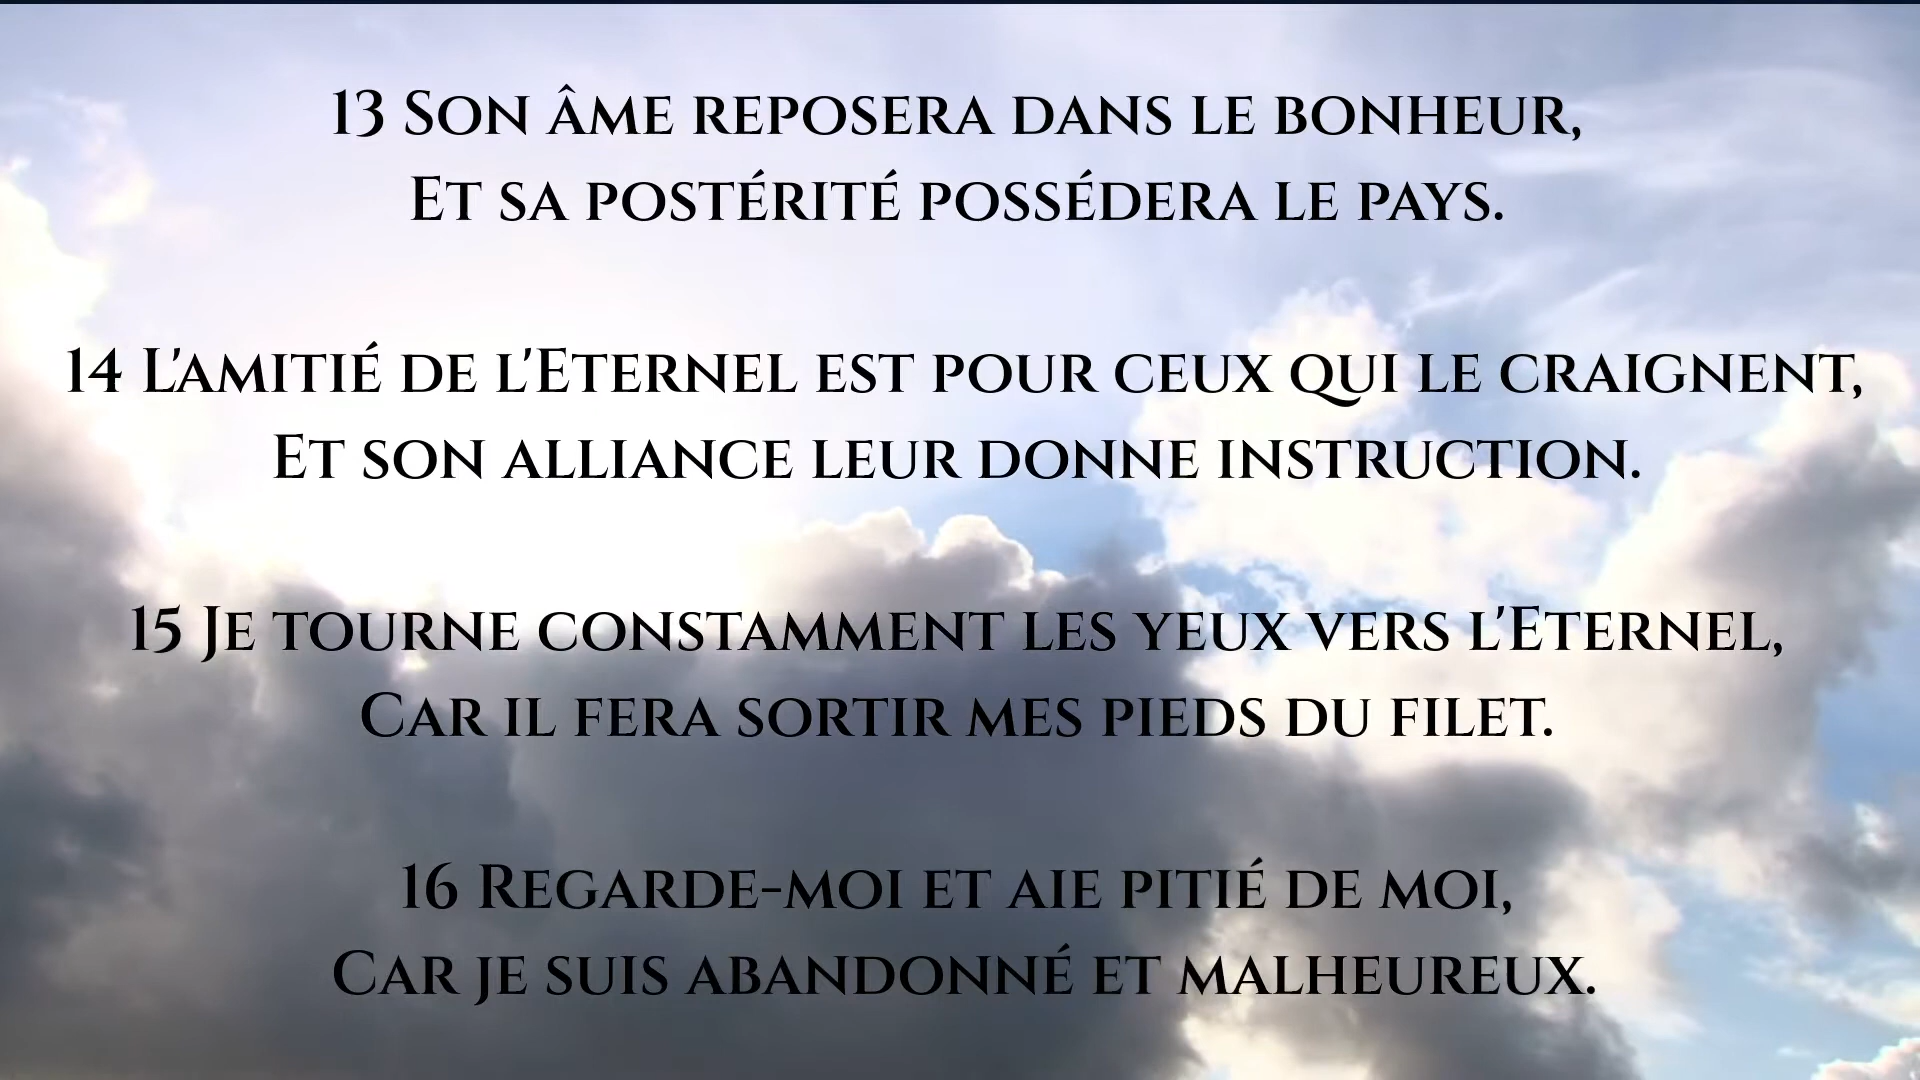 13 Son âme reposera dans le bonheur,
Et sa postérité possédera le pays.
14 L'amitié de l'Eternel est pour ceux qui le craignent,
Et son alliance leur donne instruction.
15 Je tourne constamment les yeux vers l'Eternel,
Car il fera sortir mes pieds du filet.
16 Regarde-moi et aie pitié de moi,
Car je suis abandonné et malheureux.